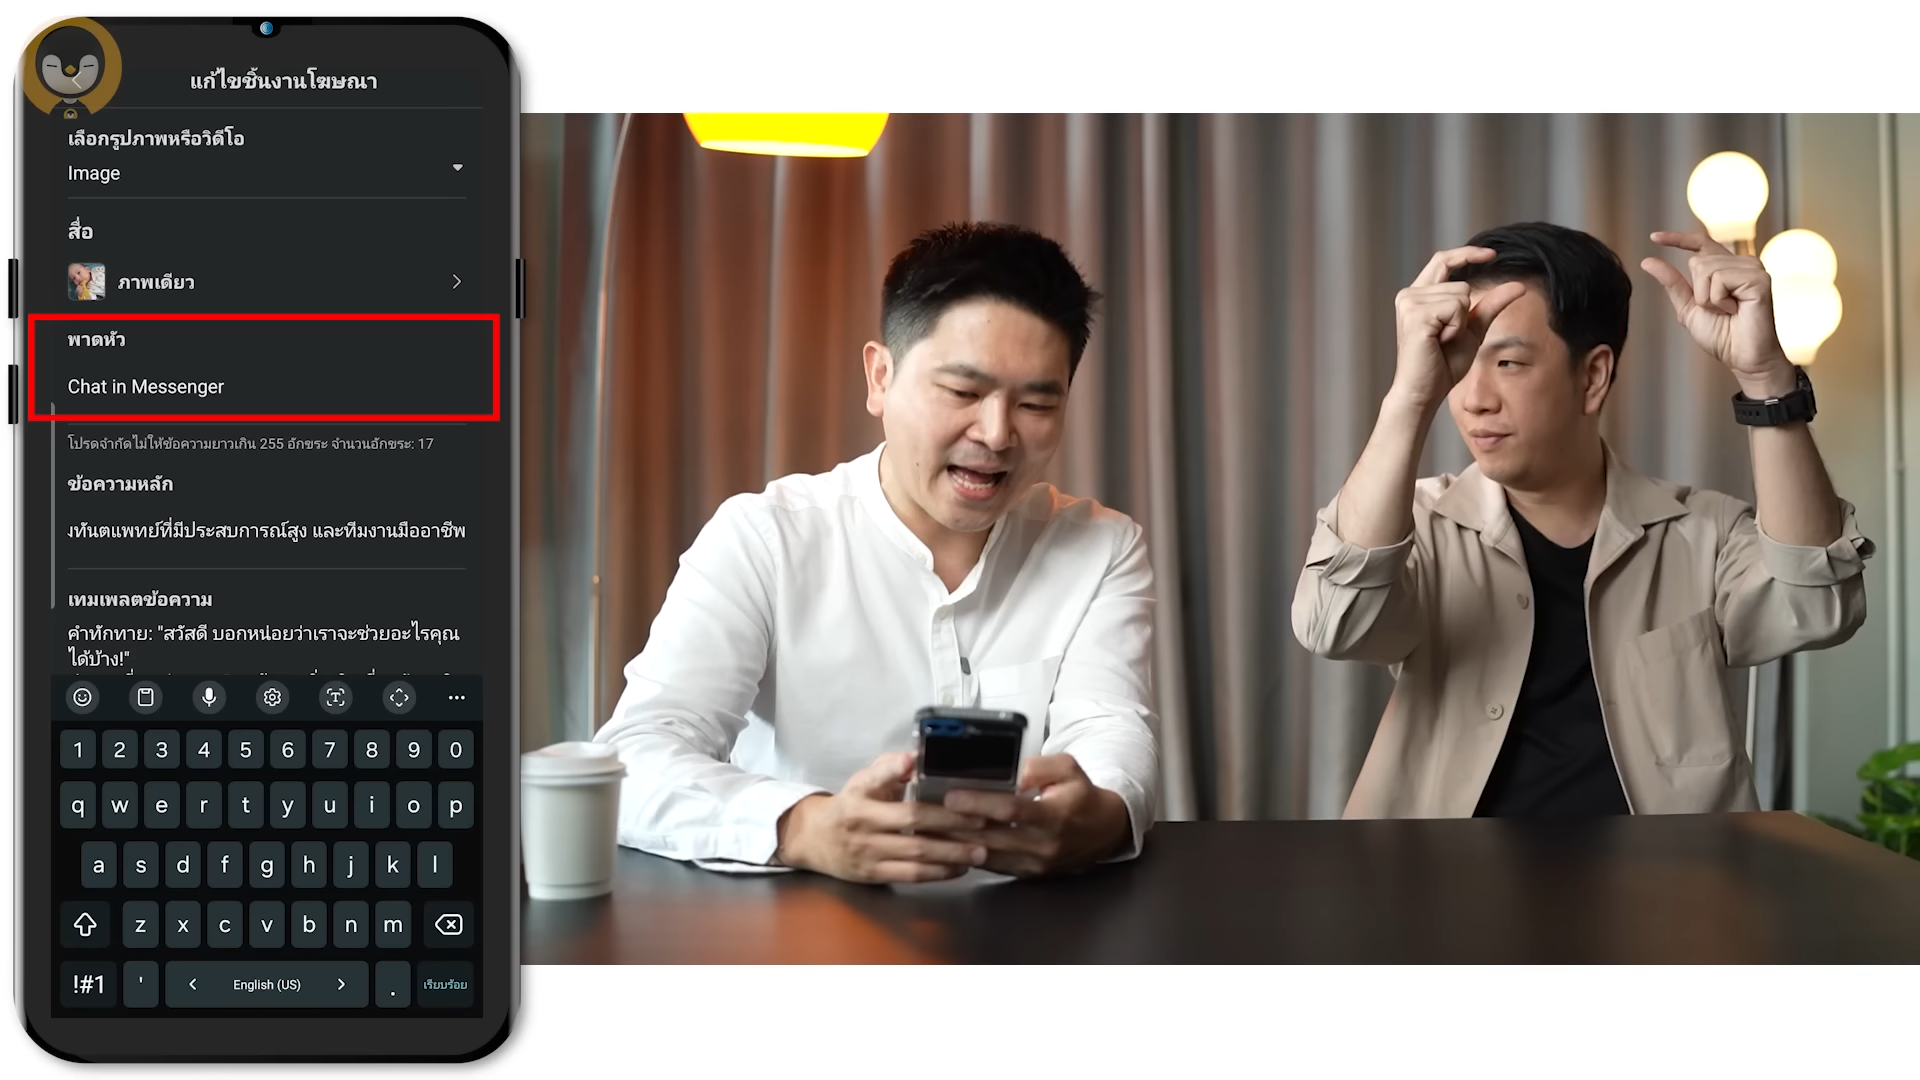 แก้ไขชิ้นงานโฆษณา
เลือกรูปภาพหรือวิดีโอ
Image
สื่อ
ภาพเดียว
พาดหัว
Chat in Messenger
โปรดจำกัดไม่ให้ข้อความยาวเกิน 255 อักขระ จำนวนอักขระ: 17
ข้อความหลัก
ทันตแพทย์ที่มีประสบการณ์สูง และทีมงานมืออาชีพ
เทมเพลตข้อความ
คำทักทาย: "สวัสดี บอกหน่อยว่าเราจะช่วยอะไรคุณ
ได้บ้าง!"
1 2 3 4 5 6 7 8 9 0
q w e r t y u i o p
a s d f g h j k l
z x c v b n m
!#1 ' < English (US) > . เรียบร้อย